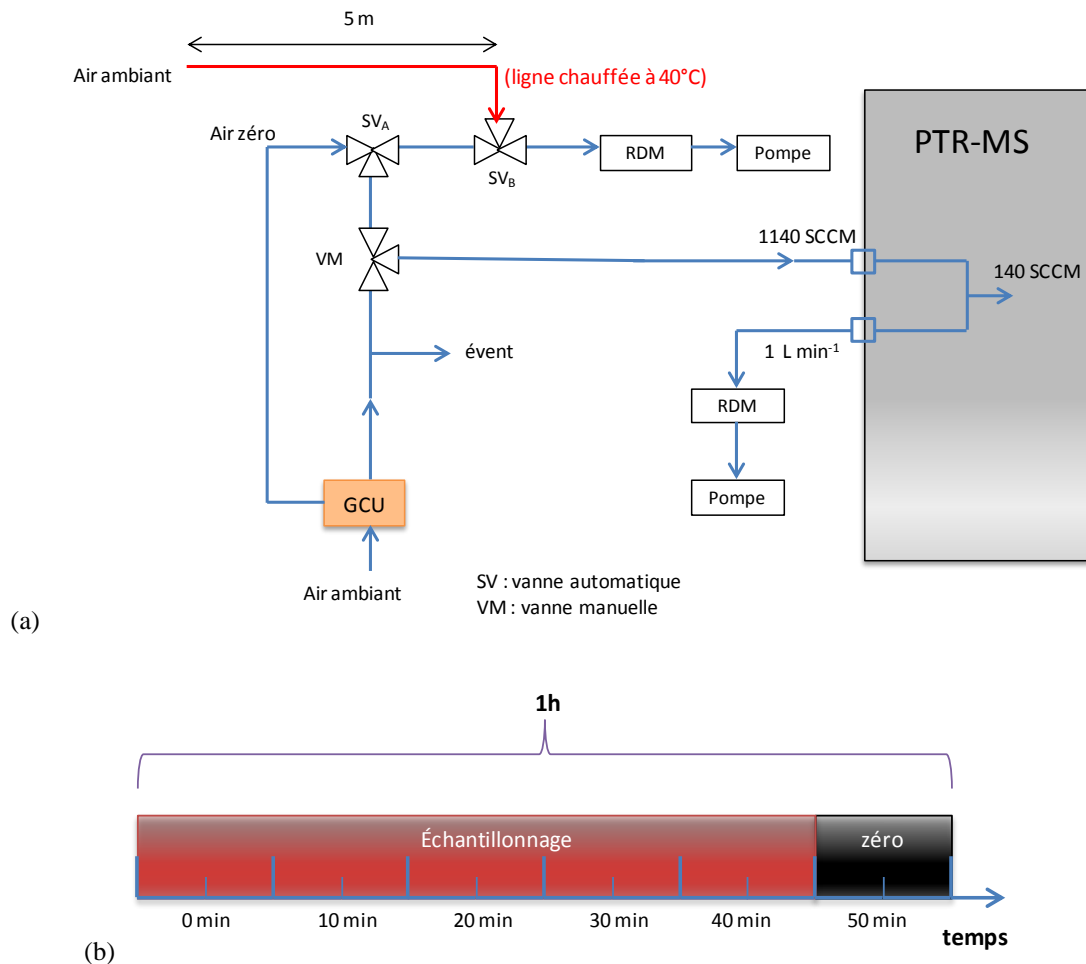 5 m
Air ambiant
(ligne chauffée à 40°C)
SVA
Air zéro
PTR-MS
RDM
Pompe
SVB
1140 SCCM
VM
140 SCCM
évent
1 L min-1
RDM
GCU
Pompe
SV : vanne automatique
Air ambiant
VM : vanne manuelle
(a)
1h
Échantillonnage
zéro
0 min
10 min
20 min
30 min
40 min
50 min
temps
(b)